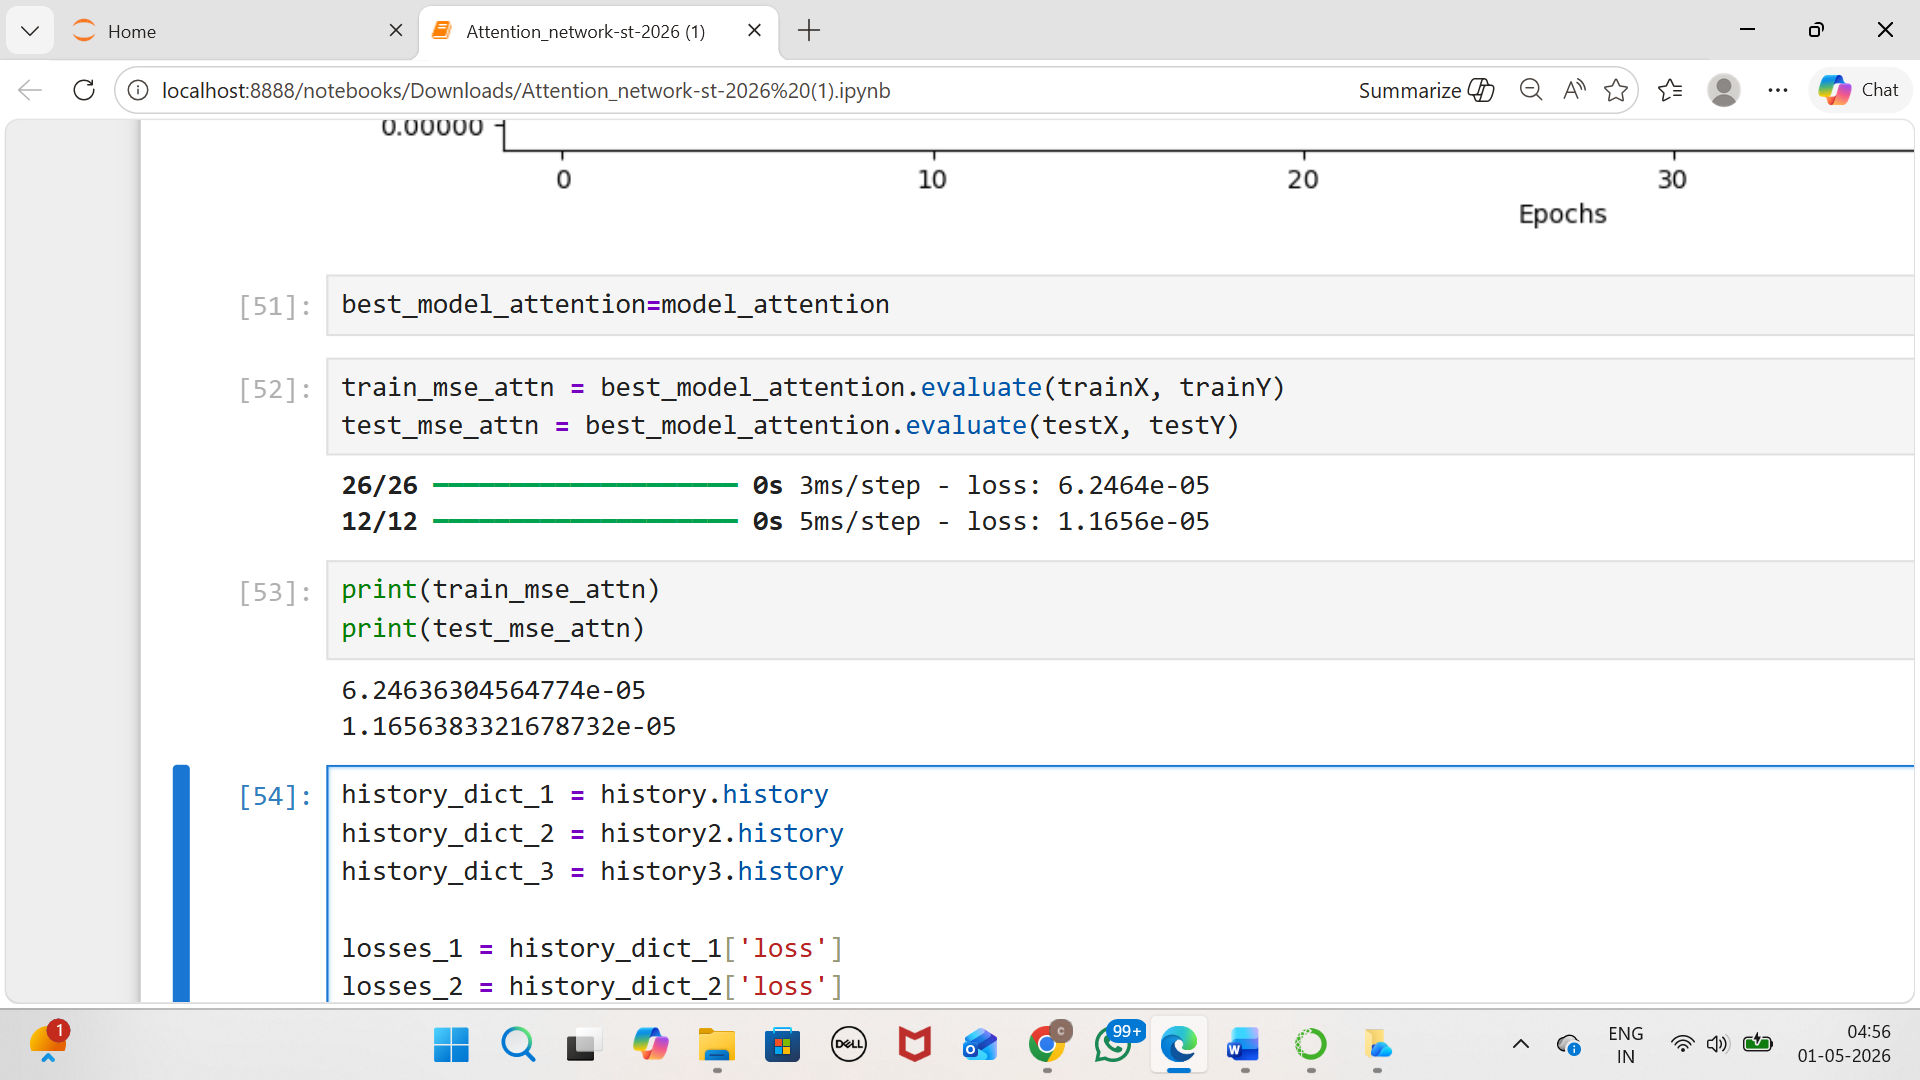 Home
Attention_network-st-2026 (1)
localhost:8888/notebooks/Downloads/Attention_network-st-2026%20(1).ipynb
Summarize
Chat
0.00000
0 10 20 30
Epochs
[51]: best_model_attention=model_attention
[52]: train_mse_attn = best_model_attention.evaluate(trainX, trainY)
test_mse_attn = best_model_attention.evaluate(testX, testY)
26/26 ━━━━━━━━━━━━━━━━━━━━ 0s 3ms/step - loss: 6.2464e-05
12/12 ━━━━━━━━━━━━━━━━━━━━ 0s 5ms/step - loss: 1.1656e-05
[53]: print(train_mse_attn)
print(test_mse_attn)
6.24636304564774e-05
1.1656383321678732e-05
[54]: history_dict_1 = history.history
history_dict_2 = history2.history
history_dict_3 = history3.history
losses_1 = history_dict_1['loss']
losses_2 = history_dict_2['loss']
1
DELL
C
99+
ENG
IN
04:56
01-05-2026